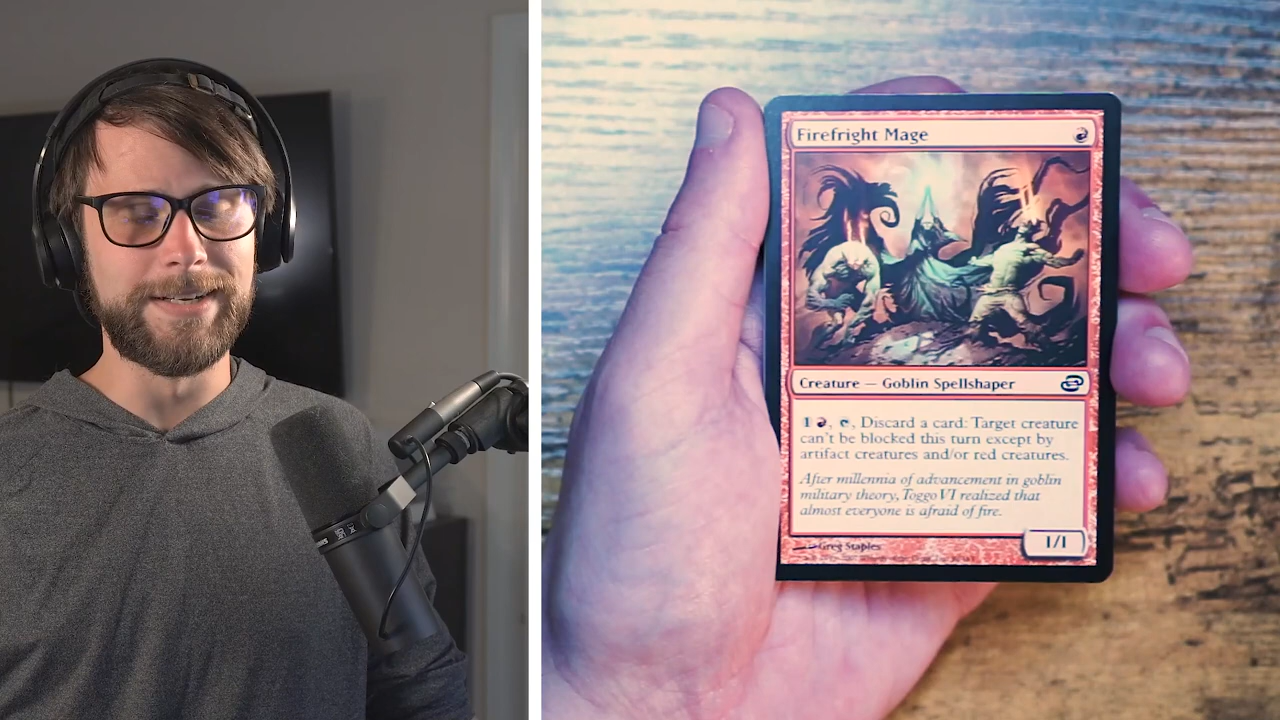 Firefright Mage
Creature — Goblin Spellshaper
1 , , Discard a card: Target creature
can't be blocked this turn except by
artifact creatures and/or red creatures.
After millennia of advancement in goblin
military theory, Toggo VI realized that
almost everyone is afraid of fire.
Greg Staples
1/1